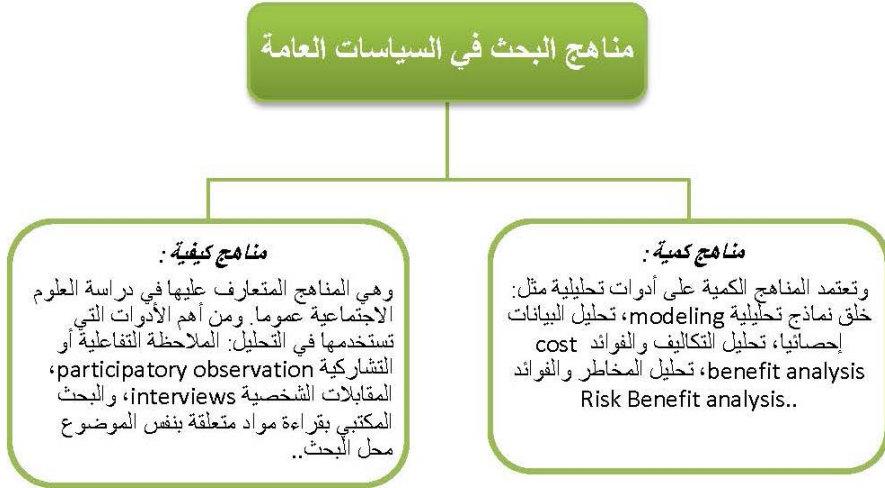 مناهج البحث في السياسات العامة
مناهج كمية :
وتعتمد المناهج الكمية على أدوات تحليلية مثل:
خلق نماذج تحليلية modeling، تحليل البيانات
إحصائيا، تحليل التكاليف والفوائد cost
benefit analysis، تحليل المخاطر والفوائد
Risk Benefit analysis..
مناهج كيفية :
وهي المناهج المتعارف عليها في دراسة العلوم
الاجتماعية عموما. ومن أهم الأدوات التي
تستخدمها في التحليل: الملاحظة التفاعلية أو
التشاركية participatory observation،
المقابلات الشخصية interviews، والبحث
المكتبي بقراءة مواد متعلقة بنفس الموضوع
محل البحث..